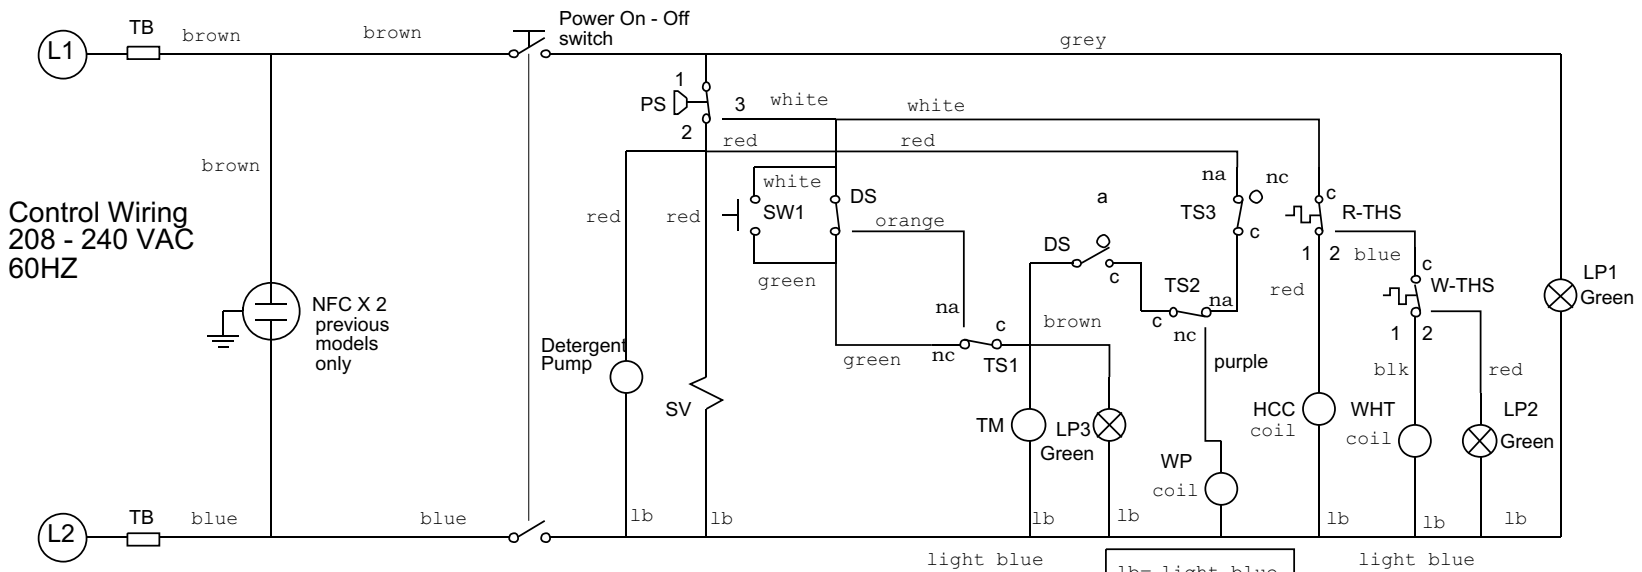 Power On - Off
switch
TB
brown
brown
grey
L1
1
PS
3
white
white
2
red
red
brown
white
na
nc
c
Control Wiring
208 - 240 VAC
60HZ
red
red
SW1
DS
orange
a
TS3
R-THS
DS
c
c
1
2
blue
green
TS2
c
W-THS
LP1
Green
red
NFC X 2
previous
models
only
na
na
c
brown
c
nc
1
2
Detergent
Pump
green
nc
TS1
purple
blk
red
SV
HCC
coil
WHT
coil
LP2
Green
TM
LP3
Green
WP
coil
TB
blue
blue
lb
lb
lb
lb
lb
lb
lb
L2
light blue
light blue
lb= light blue